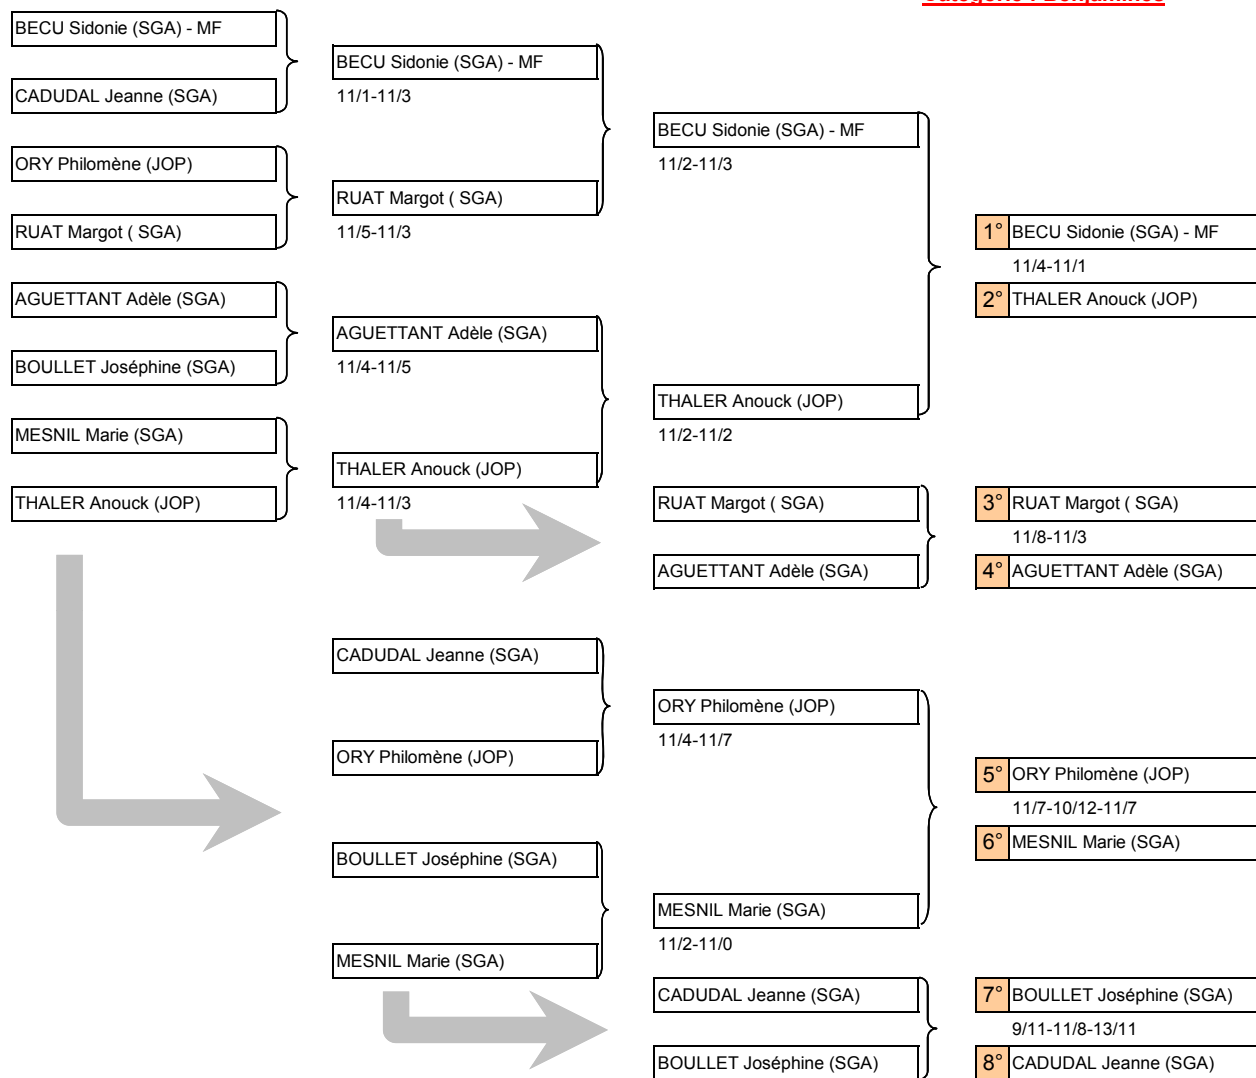 Catégorie : Benjamines
BECU Sidonie (SGA) - MF
CADUDAL Jeanne (SGA)
ORY Philomène (JOP)
RUAT Margot ( SGA)
AGUETTANT Adèle (SGA)
BOULLET Joséphine (SGA)
MESNIL Marie (SGA)
THALER Anouck (JOP)
BECU Sidonie (SGA) - MF
11/1-11/3
RUAT Margot ( SGA)
11/5-11/3
AGUETTANT Adèle (SGA)
11/4-11/5
THALER Anouck (JOP)
11/4-11/3
BECU Sidonie (SGA) - MF
11/2-11/3
THALER Anouck (JOP)
11/2-11/2
1° BECU Sidonie (SGA) - MF
11/4-11/1
2° THALER Anouck (JOP)
RUAT Margot ( SGA)
AGUETTANT Adèle (SGA)
3° RUAT Margot ( SGA)
11/8-11/3
4° AGUETTANT Adèle (SGA)
CADUDAL Jeanne (SGA)
ORY Philomène (JOP)
BOULLET Joséphine (SGA)
MESNIL Marie (SGA)
ORY Philomène (JOP)
11/4-11/7
MESNIL Marie (SGA)
11/2-11/0
5° ORY Philomène (JOP)
11/7-10/12-11/7
6° MESNIL Marie (SGA)
CADUDAL Jeanne (SGA)
BOULLET Joséphine (SGA)
7° BOULLET Joséphine (SGA)
9/11-11/8-13/11
8° CADUDAL Jeanne (SGA)